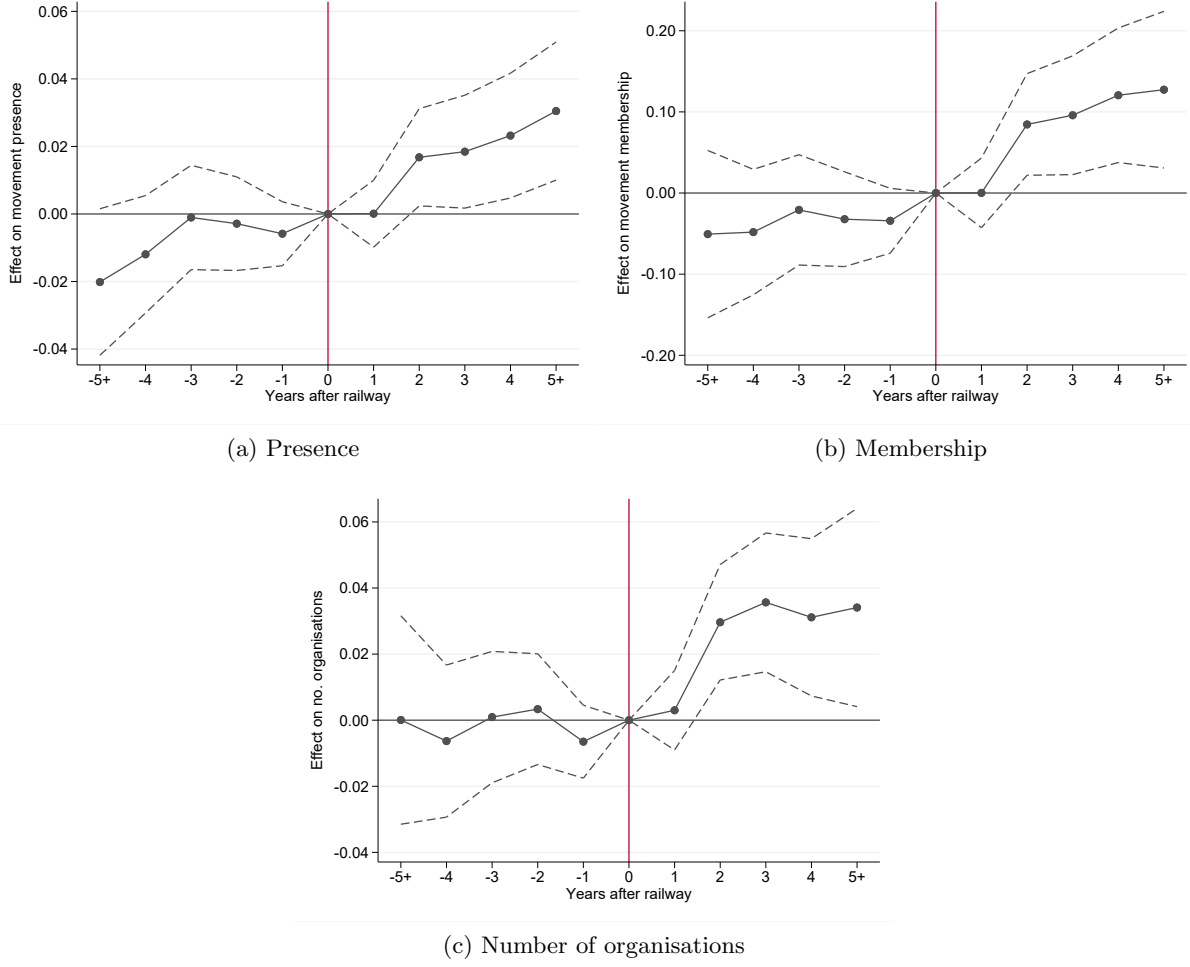 0.06
0.04
0.02
0.00
-0.02
-0.04
Effect on movement presence
-5+ -4 -3 -2 -1 0 1 2 3 4 5+
Years after railway
(a) Presence
0.20
0.10
0.00
-0.10
-0.20
Effect on movement membership
-5+ -4 -3 -2 -1 0 1 2 3 4 5+
Years after railway
(b) Membership
0.06
0.04
0.02
0.00
-0.02
-0.04
Effect on no. organisations
-5+ -4 -3 -2 -1 0 1 2 3 4 5+
Years after railway
(c) Number of organisations